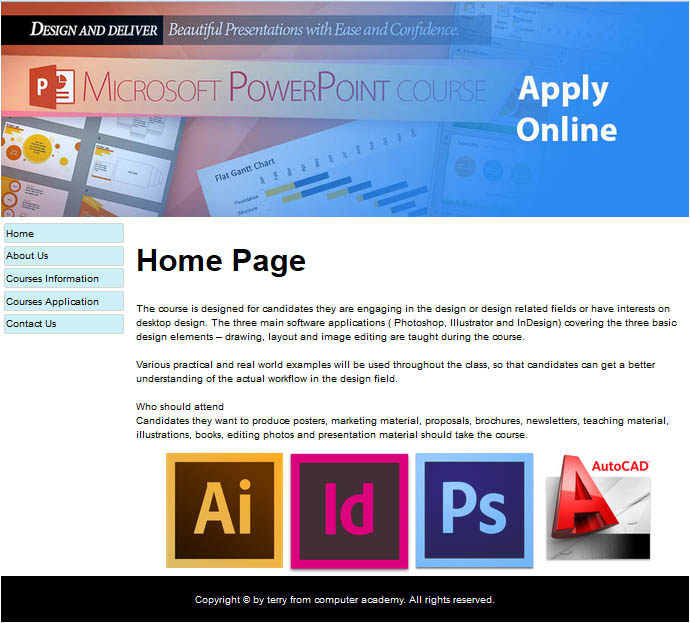 DESIGN AND DELIVER Beautiful Presentations with Ease and Confidence.
P MICROSOFT POWERPOINT COURSE
Apply
Online
Flat Gantt Chart
Foundation
Structure
Home
About Us
Courses Information
Courses Application
Contact Us
Home Page
The course is designed for candidates they are engaging in the design or design related fields or have interests on
desktop design. The three main software applications ( Photoshop, Illustrator and InDesign) covering the three basic
design elements – drawing, layout and image editing are taught during the course.
Various practical and real world examples will be used throughout the class, so that candidates can get a better
understanding of the actual workflow in the design field.
Who should attend
Candidates they want to produce posters, marketing material, proposals, brochures, newsletters, teaching material,
illustrations, books, editing photos and presentation material should take the course.
Ai Id Ps AutoCAD
Copyright © by terry from computer academy. All rights reserved.